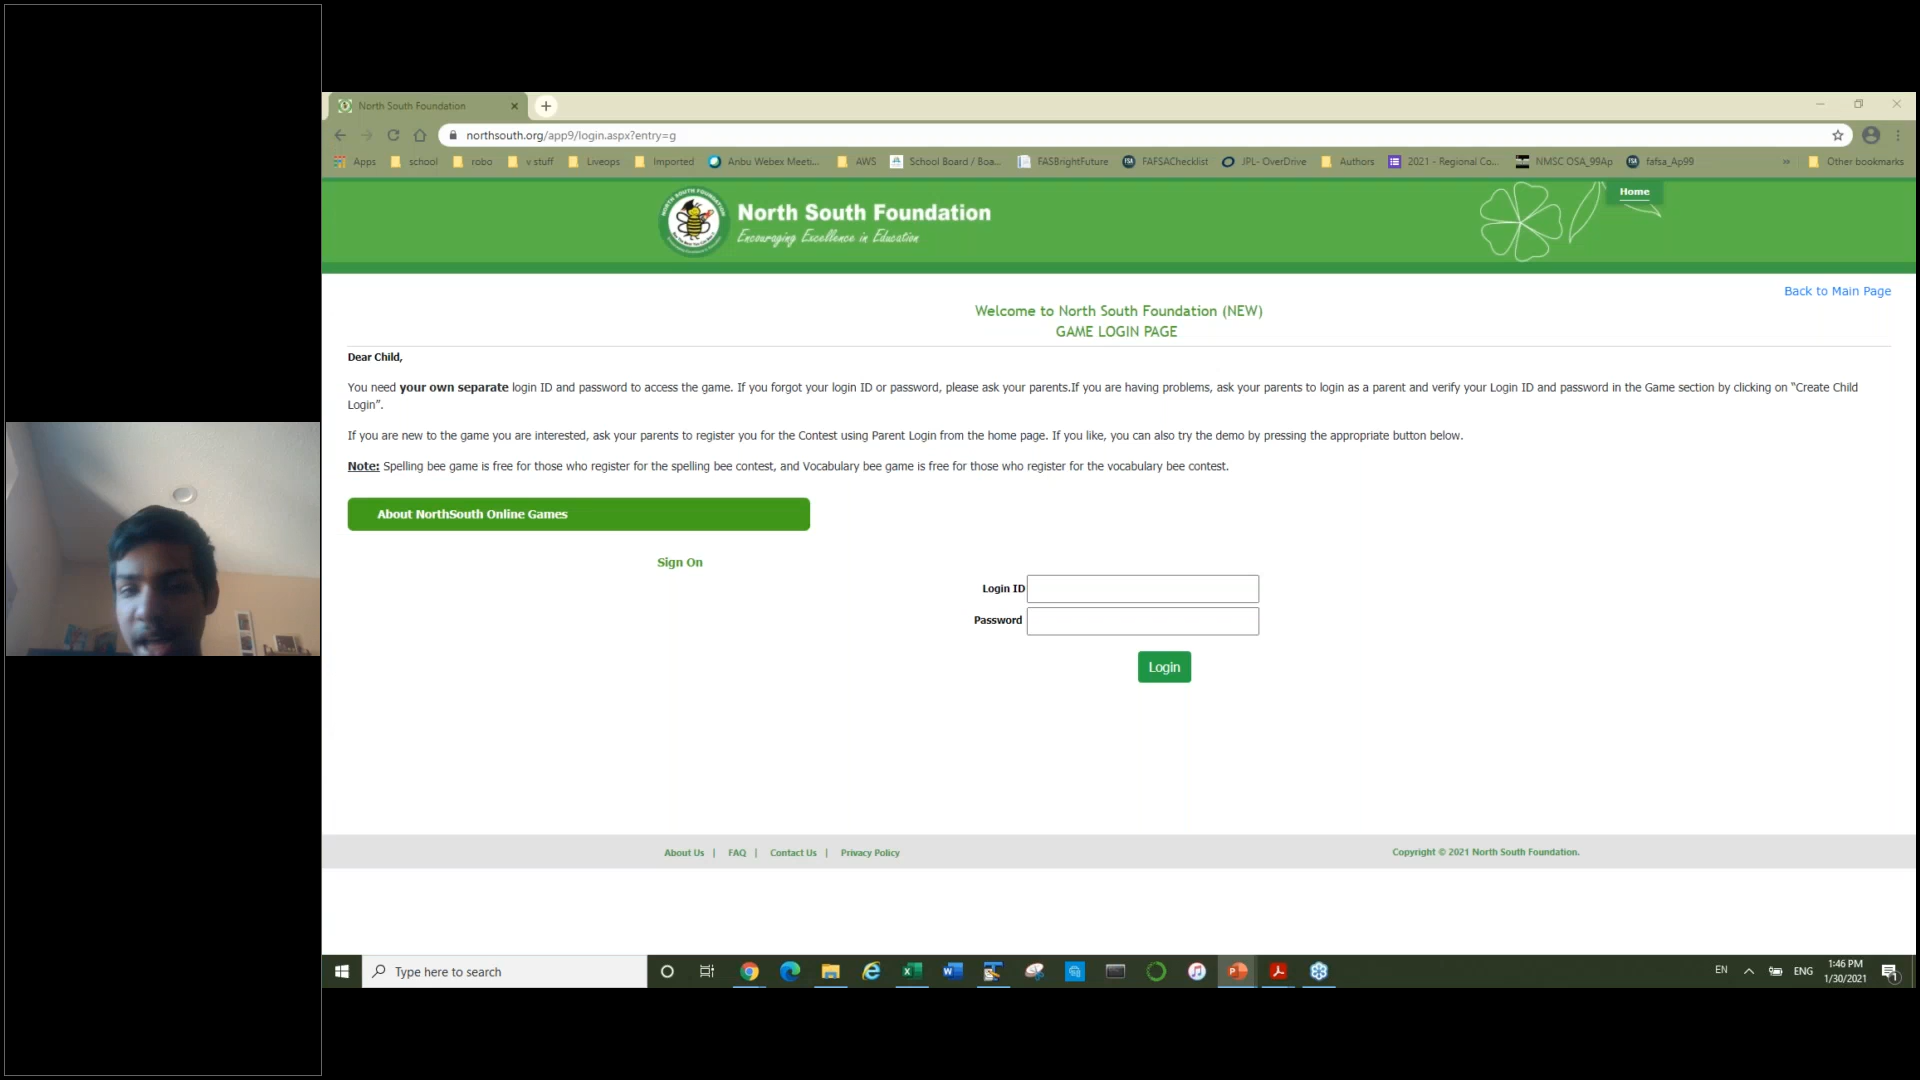 North South Foundation
northsouth.org/app9/login.aspx?entry=g
Apps school robo v stuff Liveops Imported Anbu Webex Meeti... AWS School Board / Boa... FASBrightFuture FAFSAChecklist JPL- OverDrive Authors 2021 - Regional Co... NMSC OSA_99Ap fafsa_Ap99 » Other bookmarks
Home
North South Foundation
Encouraging Excellence in Education
Back to Main Page
Welcome to North South Foundation (NEW)
GAME LOGIN PAGE
Dear Child,
You need your own separate login ID and password to access the game. If you forgot your login ID or password, please ask your parents.If you are having problems, ask your parents to login as a parent and verify your Login ID and password in the Game section by clicking on “Create Child
Login”.
If you are new to the game you are interested, ask your parents to register you for the Contest using Parent Login from the home page. If you like, you can also try the demo by pressing the appropriate button below.
Note: Spelling bee game is free for those who register for the spelling bee contest, and Vocabulary bee game is free for those who register for the vocabulary bee contest.
About NorthSouth Online Games
Sign On
Login ID
Password
Login
About Us | FAQ | Contact Us | Privacy Policy
Copyright © 2021 North South Foundation.
Type here to search
EN ENG 1:46 PM
1/30/2021